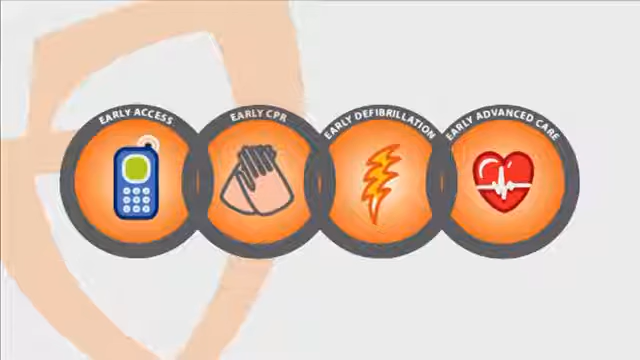 EARLY ACCESS
EARLY CPR
EARLY DEFIBRILLATION
EARLY ADVANCED CARE